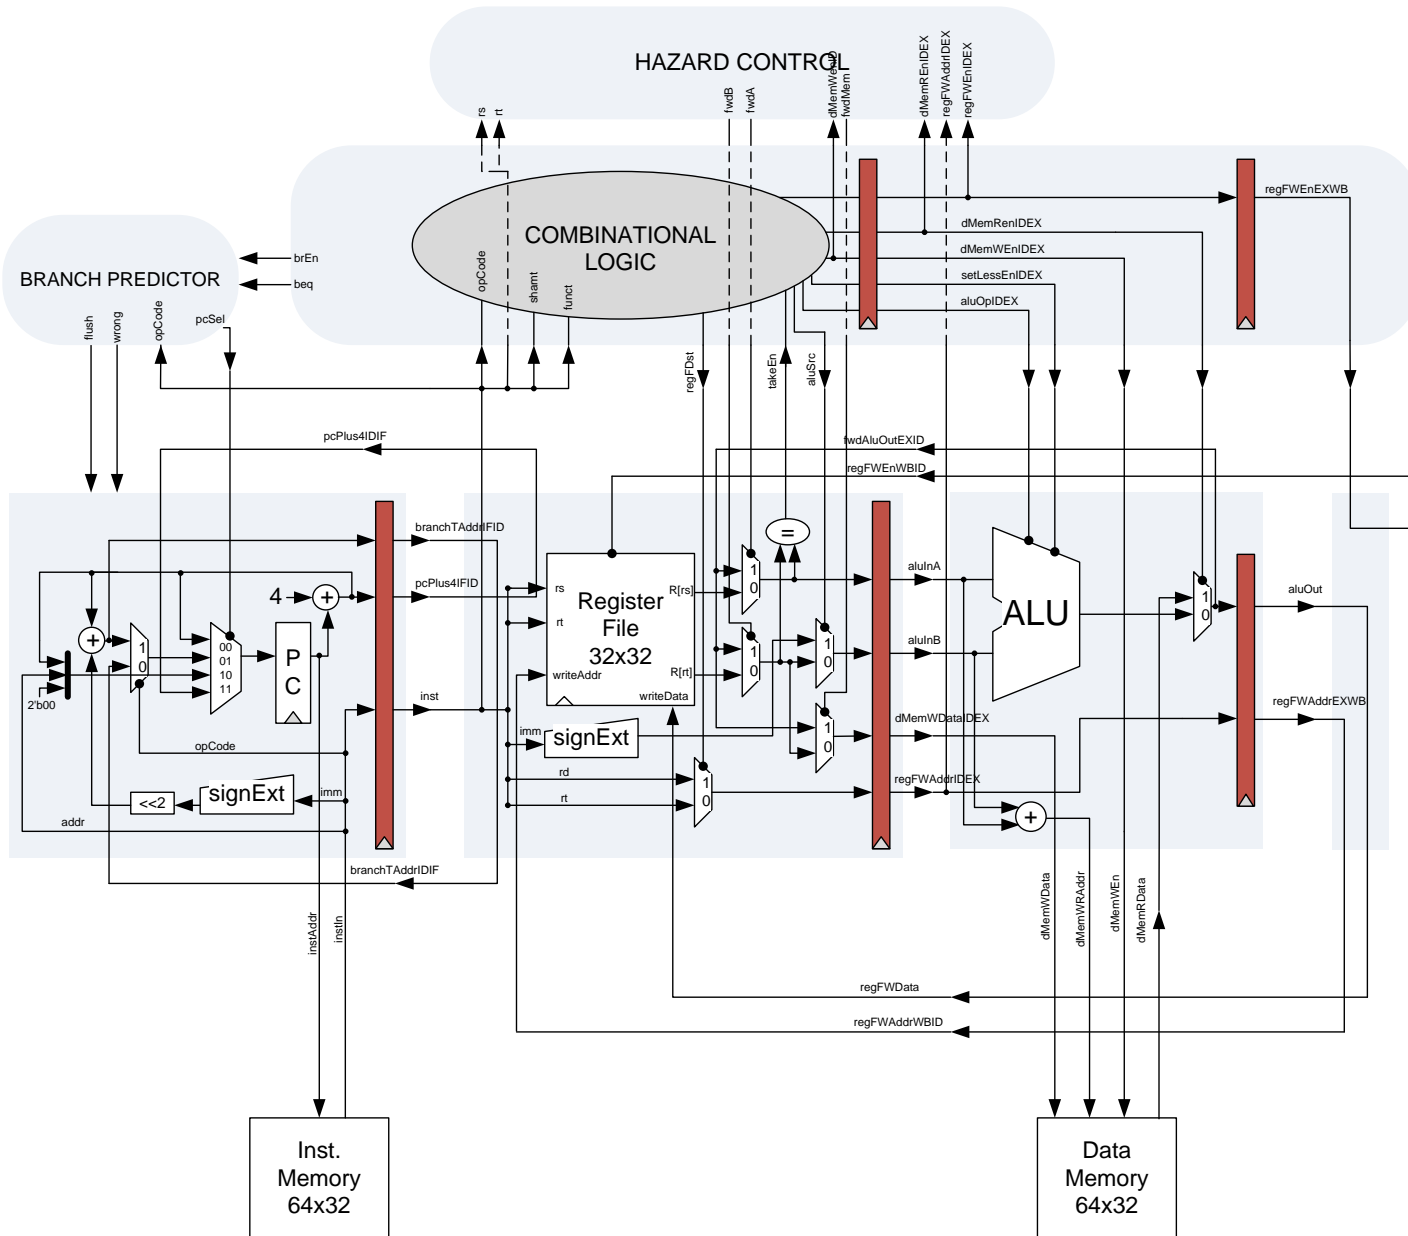 HAZARD CONTROL
rs
rt
fwdB
fwdA
dMemWenID
fwdMem
dMemREnIDEX
regFWAddrIDEX
regFWEnIDEX
COMBINATIONAL
LOGIC
opCode
shamt
funct
regFWEnEXWB
dMemRenIDEX
dMemWEnIDEX
setLessEnIDEX
aluOpIDEX
BRANCH PREDICTOR
brEn
beq
flush
wrong
opCode
pcSel
regFDst
takeEn
aluSrc
pcPlus4IDIF
fwdAluOutEXID
regFWEnWBID
branchTAddrIFID
pcPlus4IFID
inst
4
+
+
1
0
00
01
10
11
P
C
2'b00
opCode
<<2
signExt
imm
addr
branchTAddrIDIF
instAddr
instIn
rs
rt
writeAddr
Register
File
32x32
R[rs]
R[rt]
writeData
imm
signExt
rd
rt
=
1
0
1
0
1
0
1
0
1
0
aluInA
aluInB
dMemWDataIDEX
regFWAddrIDEX
ALU
+
1
0
aluOut
regFWAddrEXWB
dMemWData
dMemWRAddr
dMemWEn
dMemRData
regFWData
regFWAddrWBID
Inst.
Memory
64x32
Data
Memory
64x32